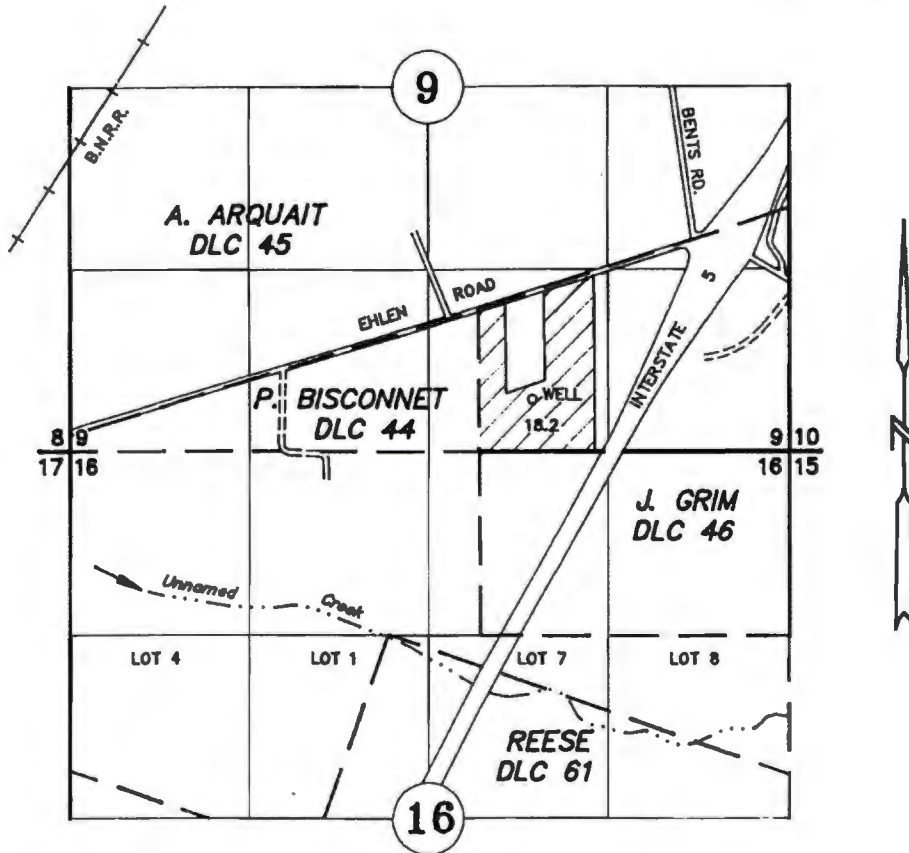 9
B.N.R.R.
BENTS RD.
A. ARQUAIT
DLC 45
EHLEN ROAD
5
INTERSTATE
P. BISCONNET
DLC 44
WELL
18.2
8 9
17 16
9 10
16 15
J. GRIM
DLC 46
Unnamed Creek
LOT 4
LOT 1
LOT 7
LOT 8
REESE
DLC 61
16